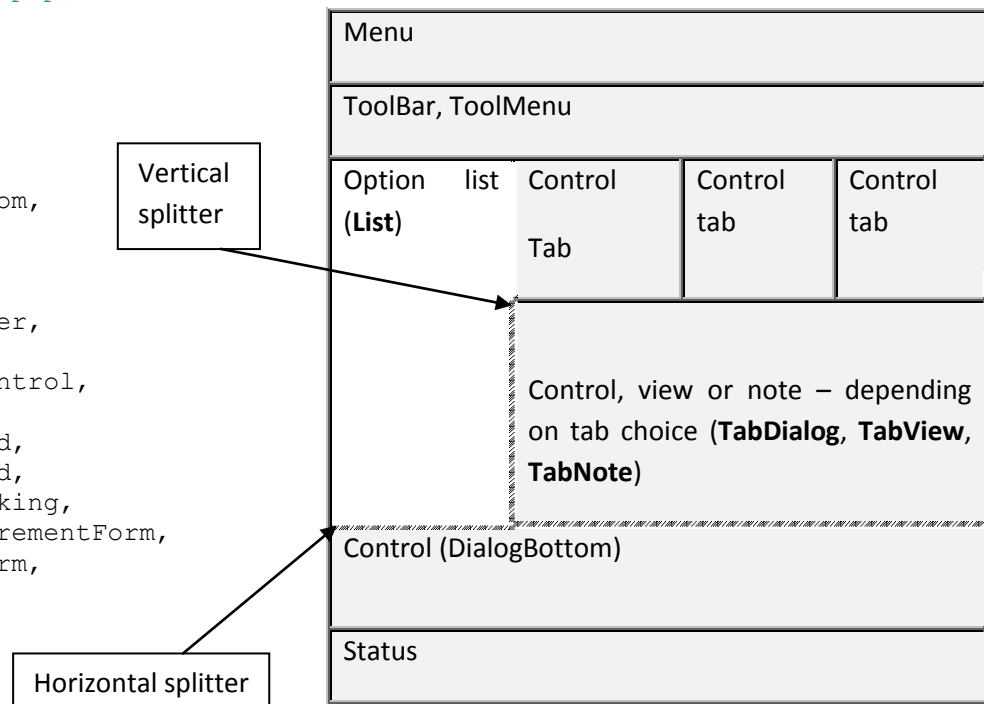 Menu
ToolBar, ToolMenu
Vertical
splitter
Option list
(List)
Control
Tab
Control
tab
Control
tab
om,
er,
ntrol,
d,
d,
king,
rementForm,
rm,
Control, view or note – depending
on tab choice (TabDialog, TabView,
TabNote)
Control (DialogBottom)
Status
Horizontal splitter